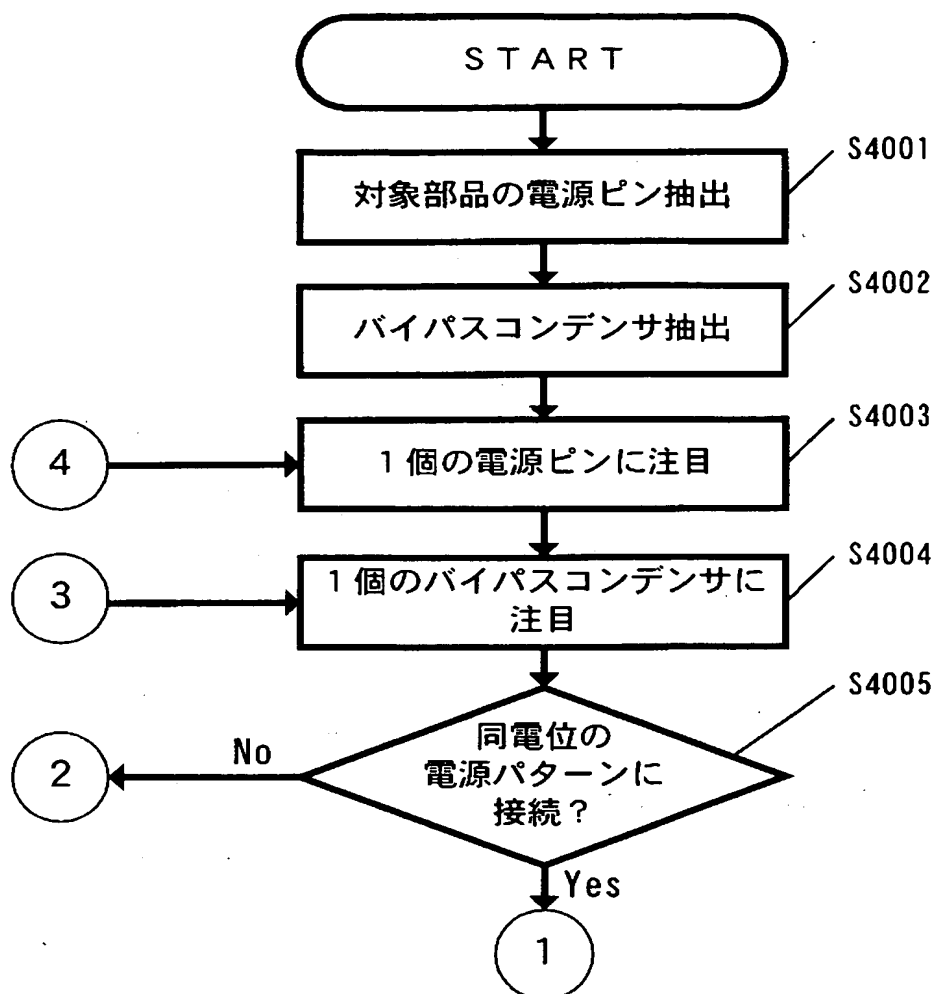 START
S4001
対象部品の電源ピン抽出
S4002
バイパスコンデンサ抽出
S4003
4
1個の電源ピンに注目
S4004
3
1個のバイパスコンデンサに
注目
S4005
同電位の
電源パターンに
接続？
No
2
Yes
1